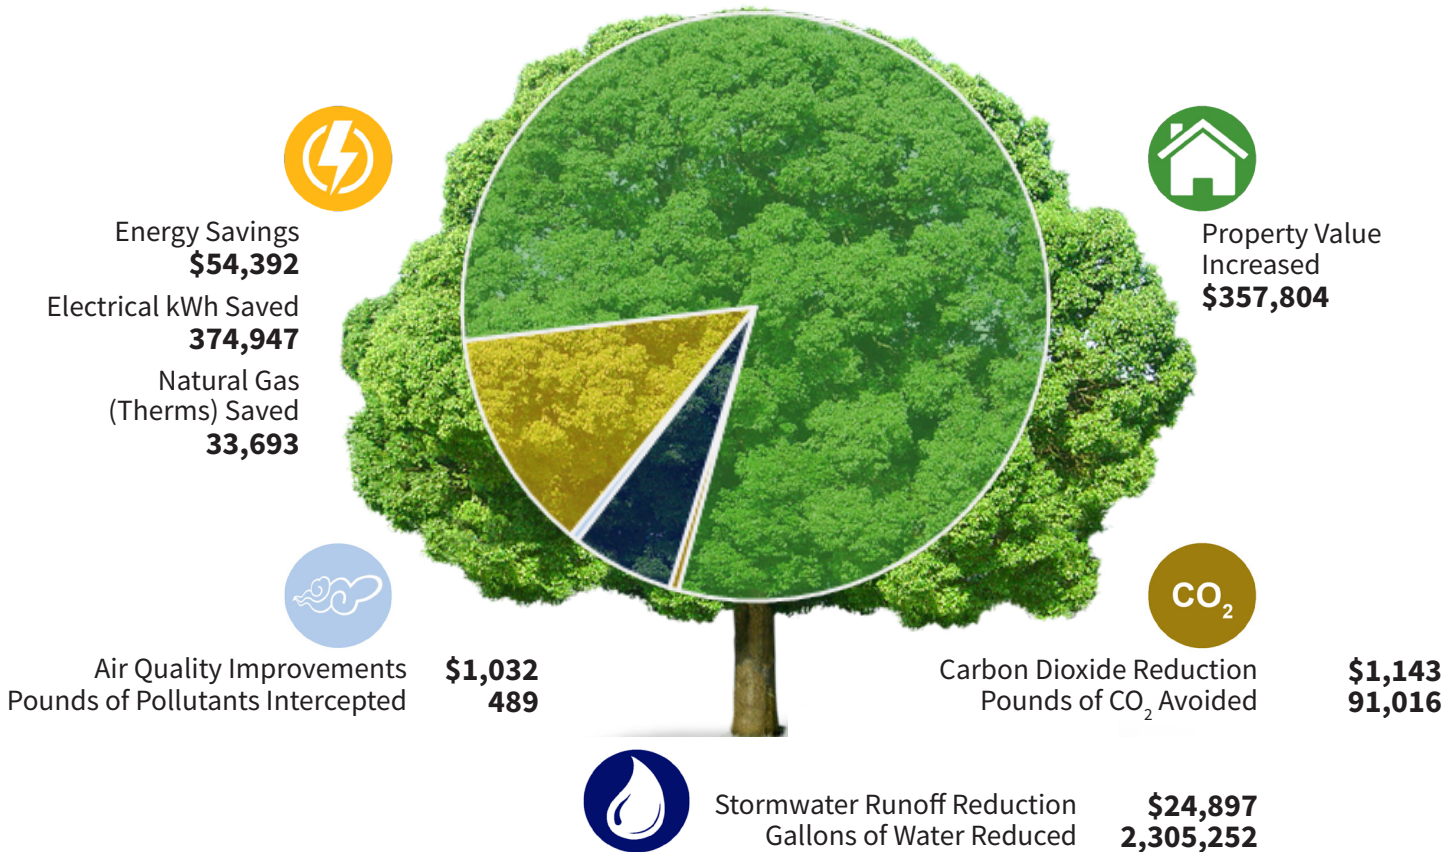 Energy Savings
$54,392
Electrical kWh Saved
374,947
Natural Gas
(Therms) Saved
33,693
Property Value
Increased
$357,804
Air Quality Improvements $1,032
Pounds of Pollutants Intercepted 489
CO2
Carbon Dioxide Reduction $1,143
Pounds of CO2 Avoided 91,016
Stormwater Runoff Reduction $24,897
Gallons of Water Reduced 2,305,252